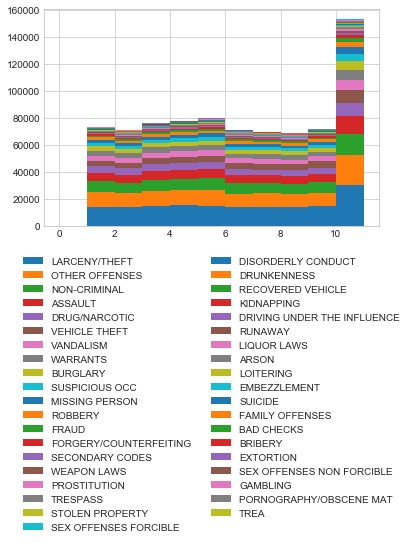 160000
140000
120000
100000
80000
60000
40000
20000
0
0 2 4 6 8 10
LARCENY/THEFT
OTHER OFFENSES
NON-CRIMINAL
ASSAULT
DRUG/NARCOTIC
VEHICLE THEFT
VANDALISM
WARRANTS
BURGLARY
SUSPICIOUS OCC
MISSING PERSON
ROBBERY
FRAUD
FORGERY/COUNTERFEITING
SECONDARY CODES
WEAPON LAWS
PROSTITUTION
TRESPASS
STOLEN PROPERTY
SEX OFFENSES FORCIBLE
DISORDERLY CONDUCT
DRUNKENNESS
RECOVERED VEHICLE
KIDNAPPING
DRIVING UNDER THE INFLUENCE
RUNAWAY
LIQUOR LAWS
ARSON
LOITERING
EMBEZZLEMENT
SUICIDE
FAMILY OFFENSES
BAD CHECKS
BRIBERY
EXTORTION
SEX OFFENSES NON FORCIBLE
GAMBLING
PORNOGRAPHY/OBSCENE MAT
TREA